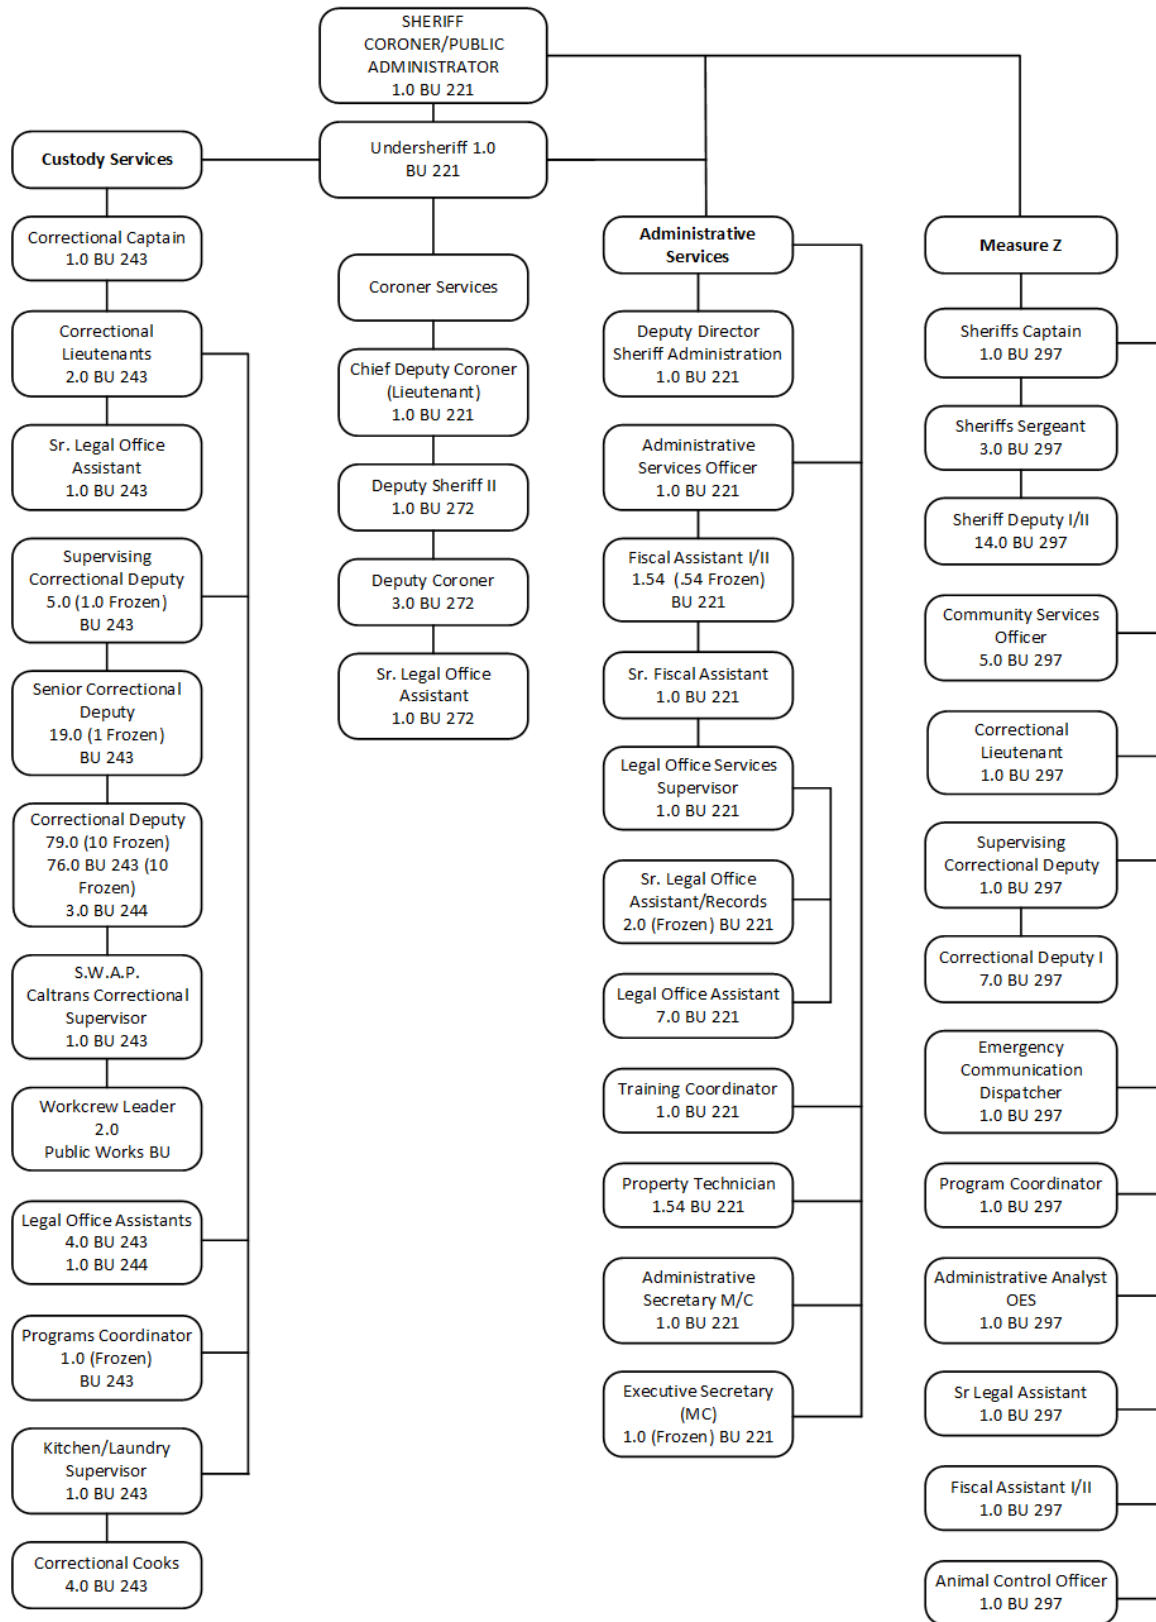 SHERIFF
CORONER/PUBLIC
ADMINISTRATOR
1.0 BU 221
Undersheriff 1.0
BU 221
Custody Services
Correctional Captain
1.0 BU 243
Correctional
Lieutenants
2.0 BU 243
Sr. Legal Office
Assistant
1.0 BU 243
Supervising
Correctional Deputy
5.0 (1.0 Frozen)
BU 243
Senior Correctional
Deputy
19.0 (1 Frozen)
BU 243
Correctional Deputy
79.0 (10 Frozen)
76.0 BU 243 (10
Frozen)
3.0 BU 244
S.W.A.P.
Caltrans Correctional
Supervisor
1.0 BU 243
Workcrew Leader
2.0
Public Works BU
Legal Office Assistants
4.0 BU 243
1.0 BU 244
Programs Coordinator
1.0 (Frozen)
BU 243
Kitchen/Laundry
Supervisor
1.0 BU 243
Correctional Cooks
4.0 BU 243
Coroner Services
Chief Deputy Coroner
(Lieutenant)
1.0 BU 221
Deputy Sheriff II
1.0 BU 272
Deputy Coroner
3.0 BU 272
Sr. Legal Office
Assistant
1.0 BU 272
Administrative
Services
Deputy Director
Sheriff Administration
1.0 BU 221
Administrative
Services Officer
1.0 BU 221
Fiscal Assistant I/II
1.54 (.54 Frozen)
BU 221
Sr. Fiscal Assistant
1.0 BU 221
Legal Office Services
Supervisor
1.0 BU 221
Sr. Legal Office
Assistant/Records
2.0 (Frozen) BU 221
Legal Office Assistant
7.0 BU 221
Training Coordinator
1.0 BU 221
Property Technician
1.54 BU 221
Administrative
Secretary M/C
1.0 BU 221
Executive Secretary
(MC)
1.0 (Frozen) BU 221
Measure Z
Sheriffs Captain
1.0 BU 297
Sheriffs Sergeant
3.0 BU 297
Sheriff Deputy I/II
14.0 BU 297
Community Services
Officer
5.0 BU 297
Correctional
Lieutenant
1.0 BU 297
Supervising
Correctional Deputy
1.0 BU 297
Correctional Deputy I
7.0 BU 297
Emergency
Communication
Dispatcher
1.0 BU 297
Program Coordinator
1.0 BU 297
Administrative Analyst
OES
1.0 BU 297
Sr Legal Assistant
1.0 BU 297
Fiscal Assistant I/II
1.0 BU 297
Animal Control Officer
1.0 BU 297